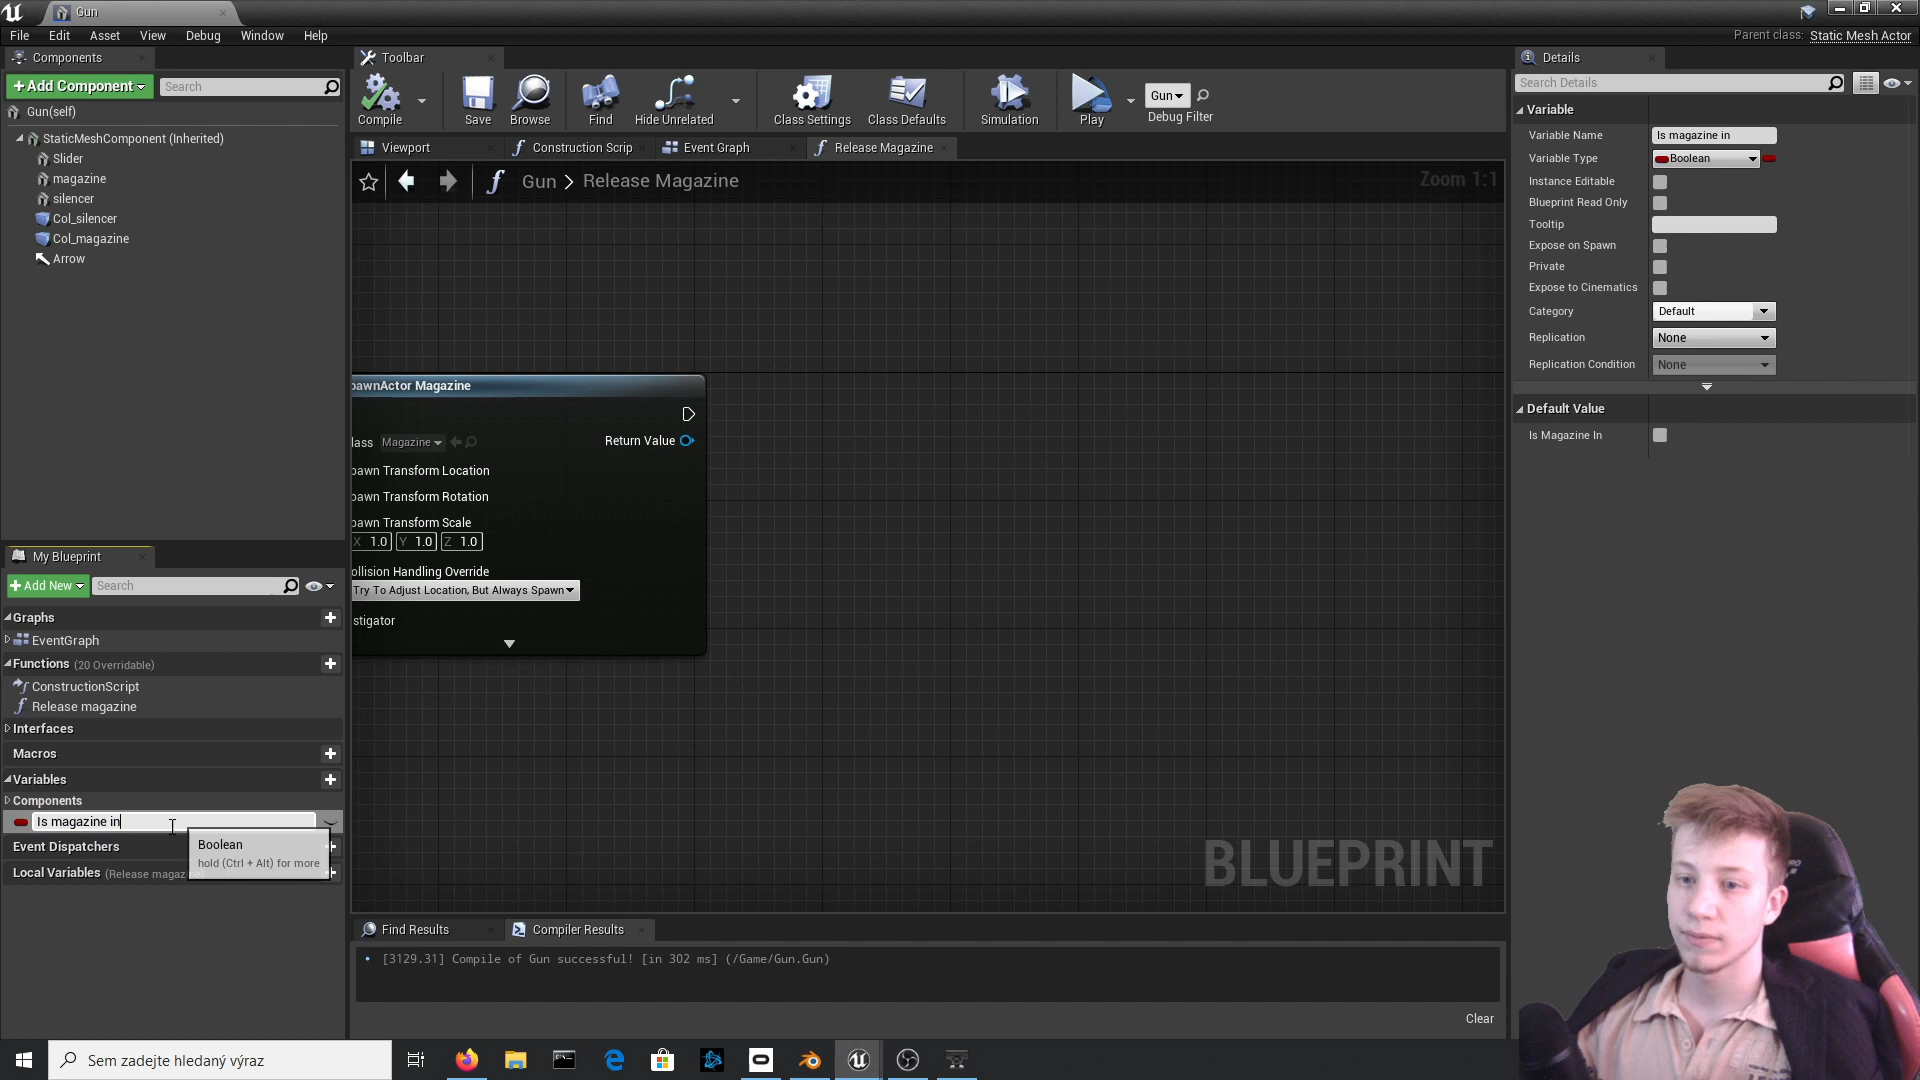 Gun
File Edit Asset View Debug Window Help
Parent class: Static Mesh Actor
Components
Toolbar
Details
+Add Component
Search
Compile
Save
Browse
Find
Hide Unrelated
Class Settings
Class Defaults
Simulation
Play
Gun
Debug Filter
Search Details
Gun(self)
StaticMeshComponent (Inherited)
Slider
magazine
silencer
Col_silencer
Col_magazine
Arrow
Viewport
Construction Scrip
Event Graph
Release Magazine
Gun > Release Magazine
Zoom 1:1
Variable
Variable Name Is magazine in
Variable Type Boolean
Instance Editable
Blueprint Read Only
Tooltip
Expose on Spawn
Private
Expose to Cinematics
Category Default
Replication None
Replication Condition None
Default Value
Is Magazine In
pawnActor Magazine
lass Magazine
Return Value
pawn Transform Location
pawn Transform Rotation
pawn Transform Scale
X 1.0 Y 1.0 Z 1.0
ollision Handling Override
Try To Adjust Location, But Always Spawn
stigator
BLUEPRINT
My Blueprint
+Add New
Search
Graphs
EventGraph
Functions (20 Overridable)
ConstructionScript
Release magazine
Interfaces
Macros
Variables
Components
Is magazine in
Event Dispatchers
Local Variables (Release magaz
Boolean
hold (Ctrl + Alt) for more
Find Results
Compiler Results
[3129.31] Compile of Gun successful! [in 302 ms] (/Game/Gun.Gun)
Clear
Sem zadejte hledaný výraz